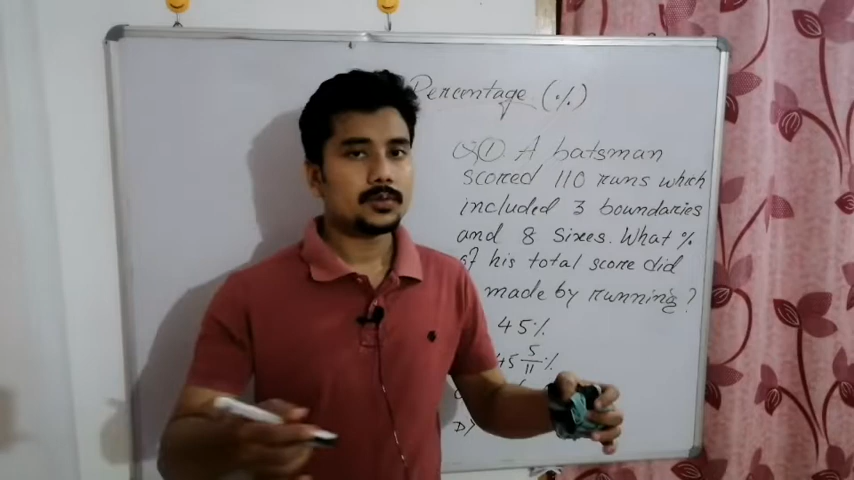 Percentage (%)
Q① A batsman
scored 110 runs which
included 3 boundaries
and 8 sixes. What %
of his total score did
made by running?
45%
45 5/11 %
D)